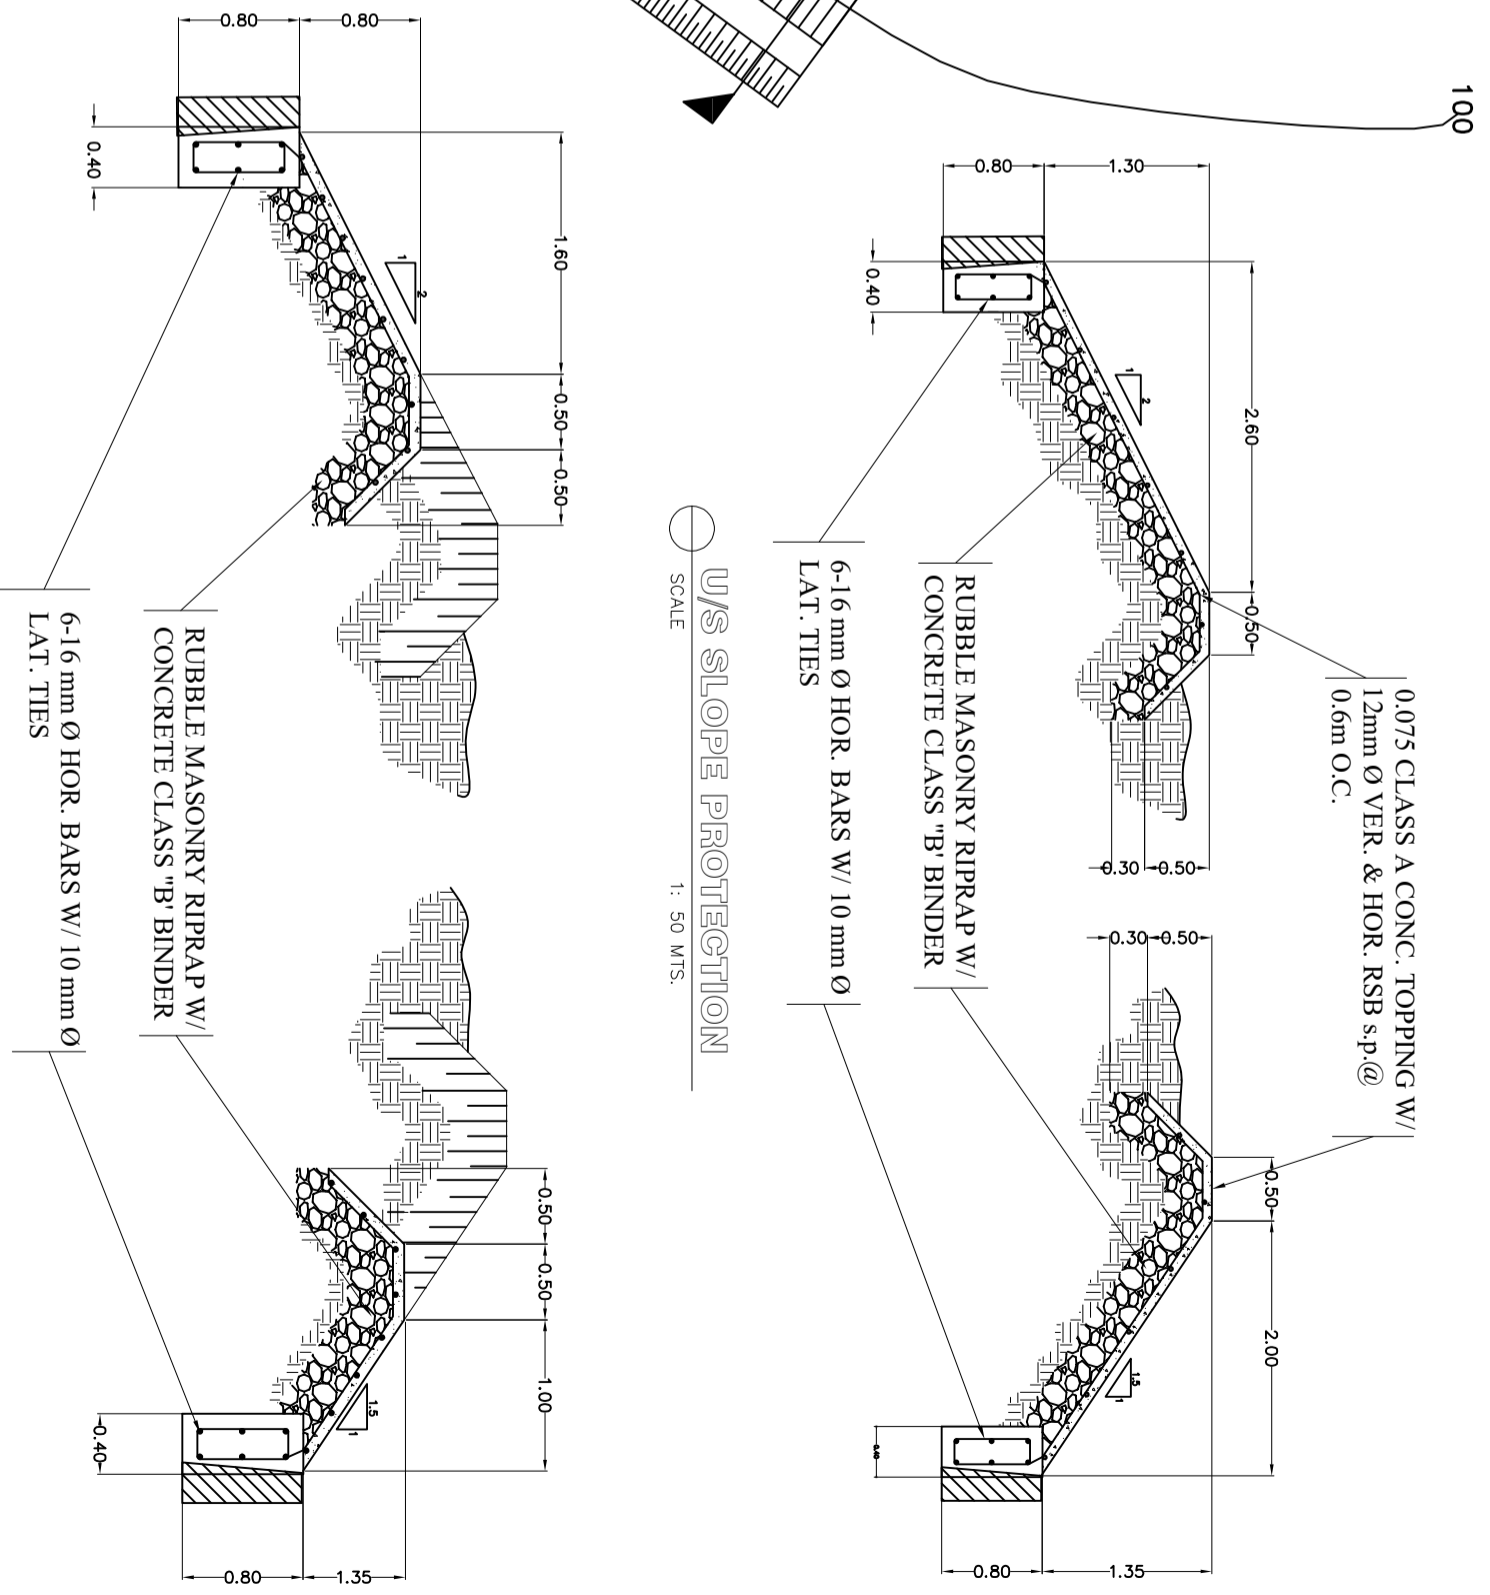 100
0.80
1.30
0.40
2.60
0.50
1
2
0.30
0.50
0.075 CLASS A CONC. TOPPING W/
12mm Ø VER. & HOR. RSB s.p.@
0.6m O.C.
RUBBLE MASONRY RIPRAP W/
CONCRETE CLASS "B' BINDER
6-16 mm Ø HOR. BARS W/ 10 mm Ø
LAT. TIES
0.30
0.50
0.50
2.00
1.5
1
0.40
0.80
1.35
U/S SLOPE PROTECTION
SCALE
1: 50 MTS.
0.80
0.80
0.40
1.60
0.50
0.50
1
2
RUBBLE MASONRY RIPRAP W/
CONCRETE CLASS "B' BINDER
6-16 mm Ø HOR. BARS W/ 10 mm Ø
LAT. TIES
0.50
0.50
1.00
1.5
1
0.40
0.80
1.35